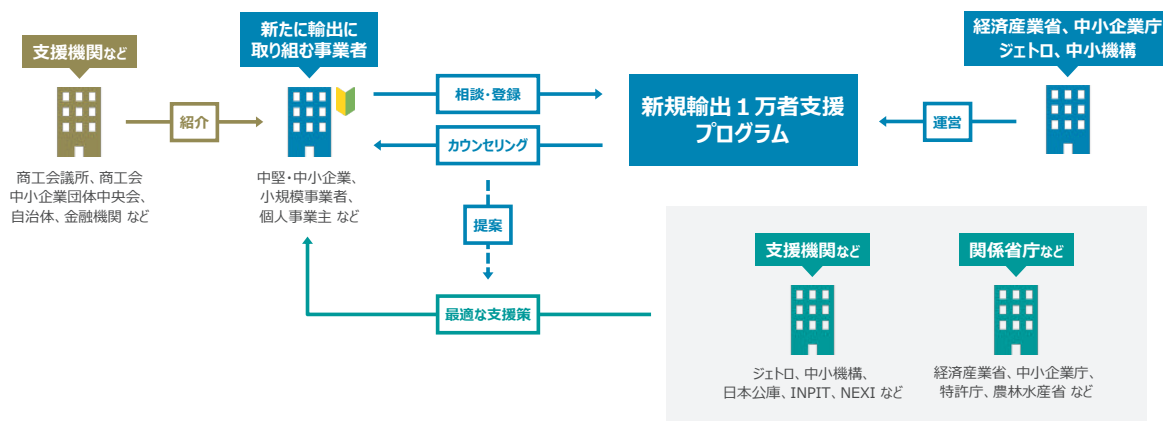 支援機関など
紹介
商工会議所、商工会
中小企業団体中央会、
自治体、金融機関 など
新たに輸出に
取り組む事業者
中堅・中小企業、
小規模事業者、
個人事業主 など
相談・登録
カウンセリング
提案
最適な支援策
新規輸出１万者支援
プログラム
運営
経済産業省、中小企業庁
ジェトロ、中小機構
支援機関など
ジェトロ、中小機構、
日本公庫、INPIT、NEXI など
関係省庁など
経済産業省、中小企業庁、
特許庁、農林水産省 など